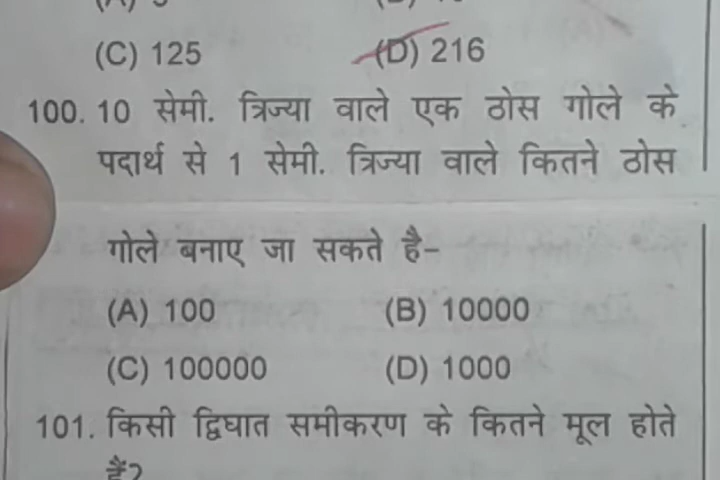 (C) 125 (D) 216
100. 10 सेमी. त्रिज्या वाले एक ठोस गोले के
पदार्थ से 1 सेमी. त्रिज्या वाले कितने ठोस
गोले बनाए जा सकते है-
(A) 100 (B) 10000
(C) 100000 (D) 1000
101. किसी द्विघात समीकरण के कितने मूल होते
हैं?